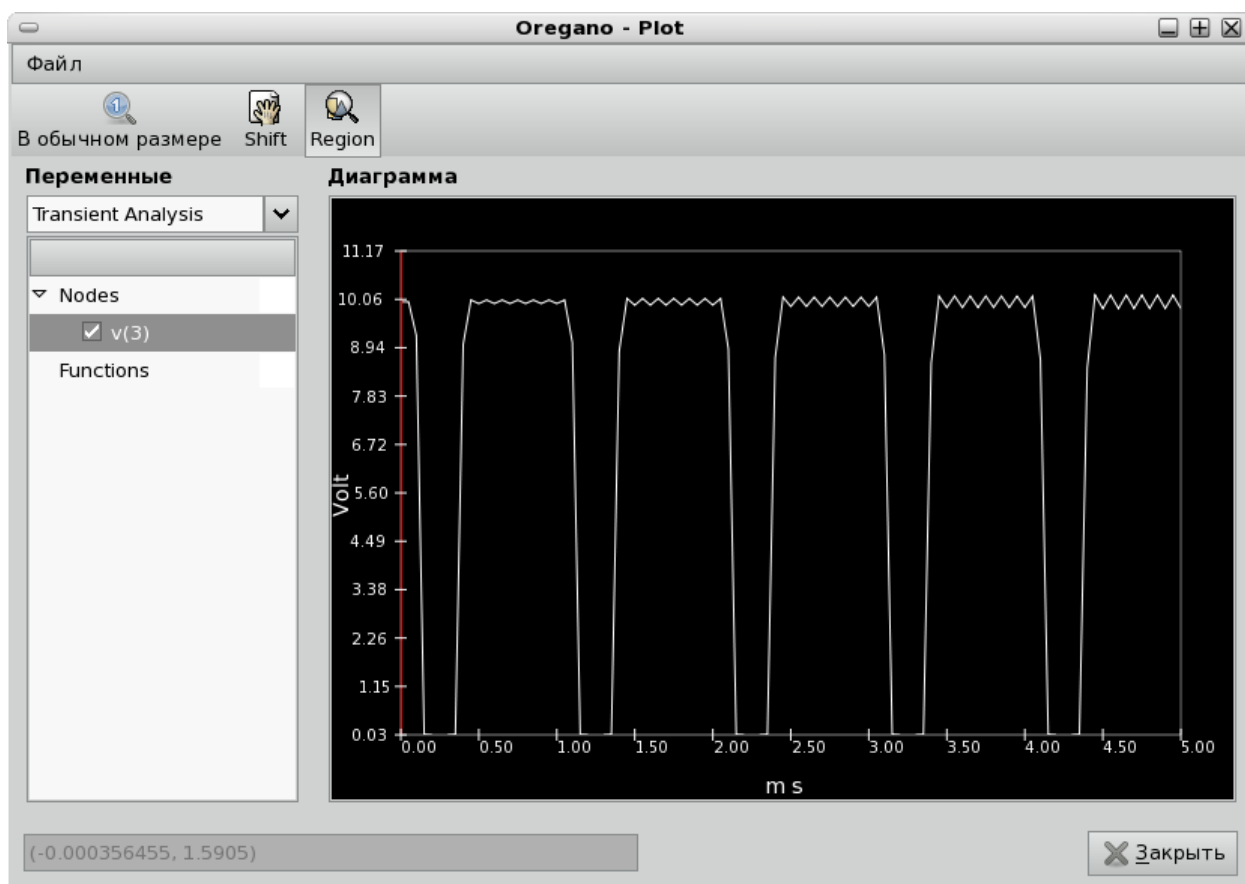 Oregano - Plot
Файл
В обычном размере
Shift
Region
Переменные
Диаграмма
Transient Analysis
Nodes
v(3)
Functions
11.17
10.06
8.94
7.83
6.72
5.60
4.49
3.38
2.26
1.15
0.03
Volt
0.00 0.50 1.00 1.50 2.00 2.50 3.00 3.50 4.00 4.50 5.00
m s
(-0.000356455, 1.5905)
Закрыть